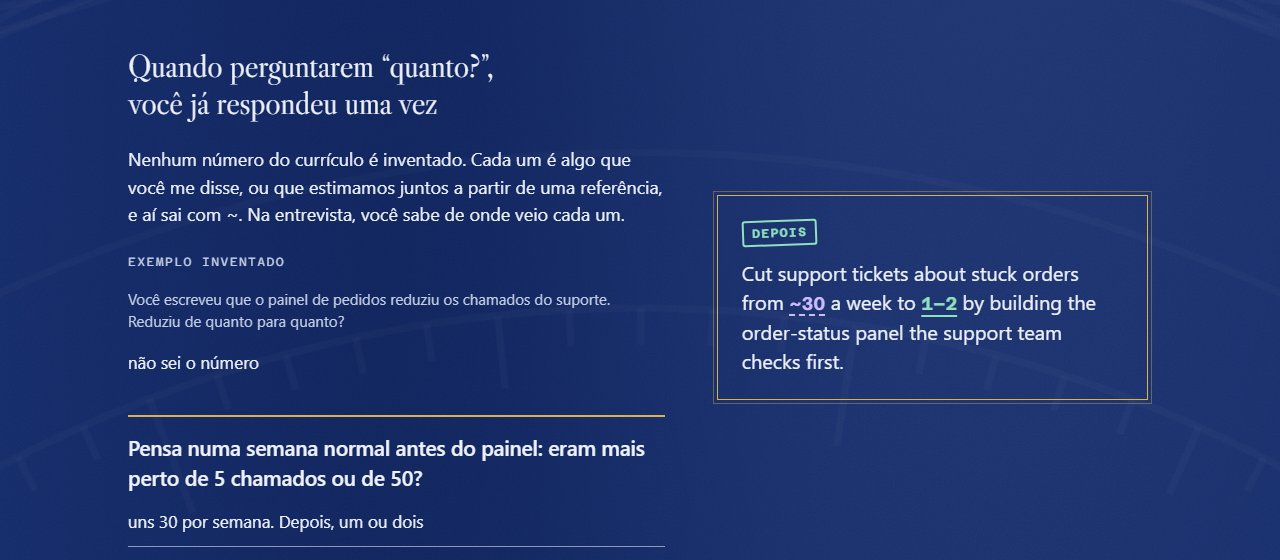 Quando perguntarem “quanto?”,
você já respondeu uma vez
Nenhum número do currículo é inventado. Cada um é algo que
você me disse, ou que estimamos juntos a partir de uma referência,
e aí sai com ~. Na entrevista, você sabe de onde veio cada um.
EXEMPLO INVENTADO
Você escreveu que o painel de pedidos reduziu os chamados do suporte.
Reduziu de quanto para quanto?
não sei o número
Pensa numa semana normal antes do painel: eram mais
perto de 5 chamados ou de 50?
uns 30 por semana. Depois, um ou dois
DEPOIS
Cut support tickets about stuck orders
from ~30 a week to 1–2 by building the
order-status panel the support team
checks first.